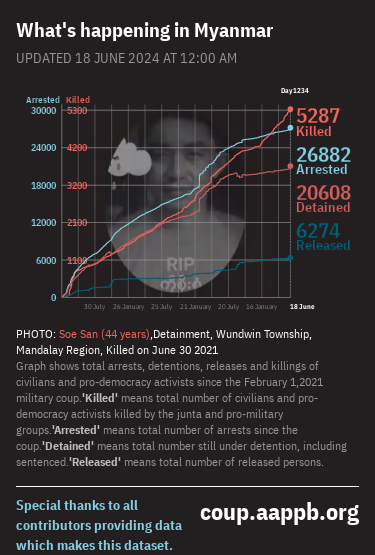 What's happening in Myanmar
UPDATED 18 JUNE 2024 AT 12:00 AM
Day1234
Arrested Killed
30000 5300
24000 4200
18000 3200
12000 2100
6000 1100
0
5287
Killed
26882
Arrested
20608
Detained
6274
Released
RIP
30 July 26 January 25 July 21 January 20 July 16 January 18 June
PHOTO: Soe San (44 years),Detainment, Wundwin Township,
Mandalay Region, Killed on June 30 2021
Graph shows total arrests, detentions, releases and killings of
civilians and pro-democracy activists since the February 1,2021
military coup.'Killed' means total number of civilians and pro-
democracy activists killed by the junta and pro-military
groups.'Arrested' means total number of arrests since the
coup.'Detained' means total number still under detention, including
sentenced.'Released' means total number of released persons.
Special thanks to all
contributors providing data
which makes this dataset.
coup.aappb.org